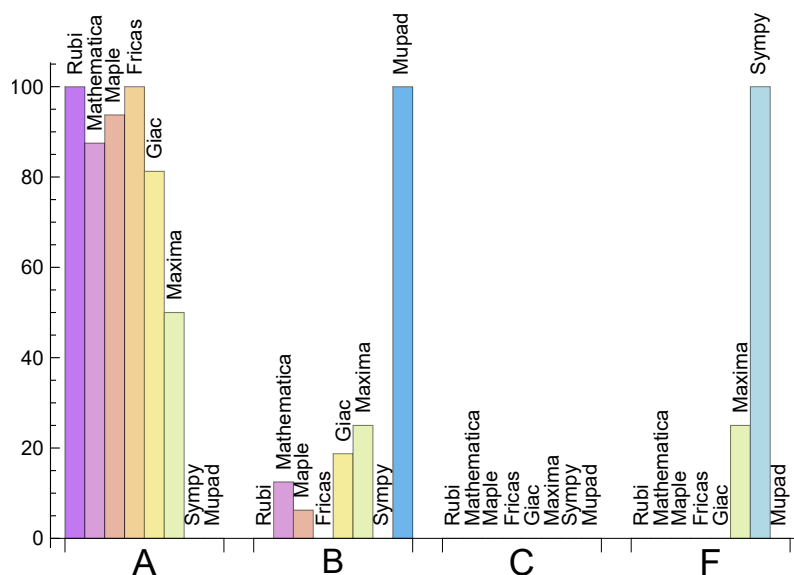 Rubi
Mathematica
Maple
Fricas
Giac
Maxima
Sympy
Mupad
Rubi
Mathematica
Maple
Fricas
Giac
Maxima
Sympy
Mupad
Rubi
Mathematica
Maple
Fricas
Giac
Maxima
Sympy
Mupad
Rubi
Mathematica
Maple
Fricas
Giac
Maxima
Sympy
Mupad
100
80
60
40
20
0
A
B
C
F